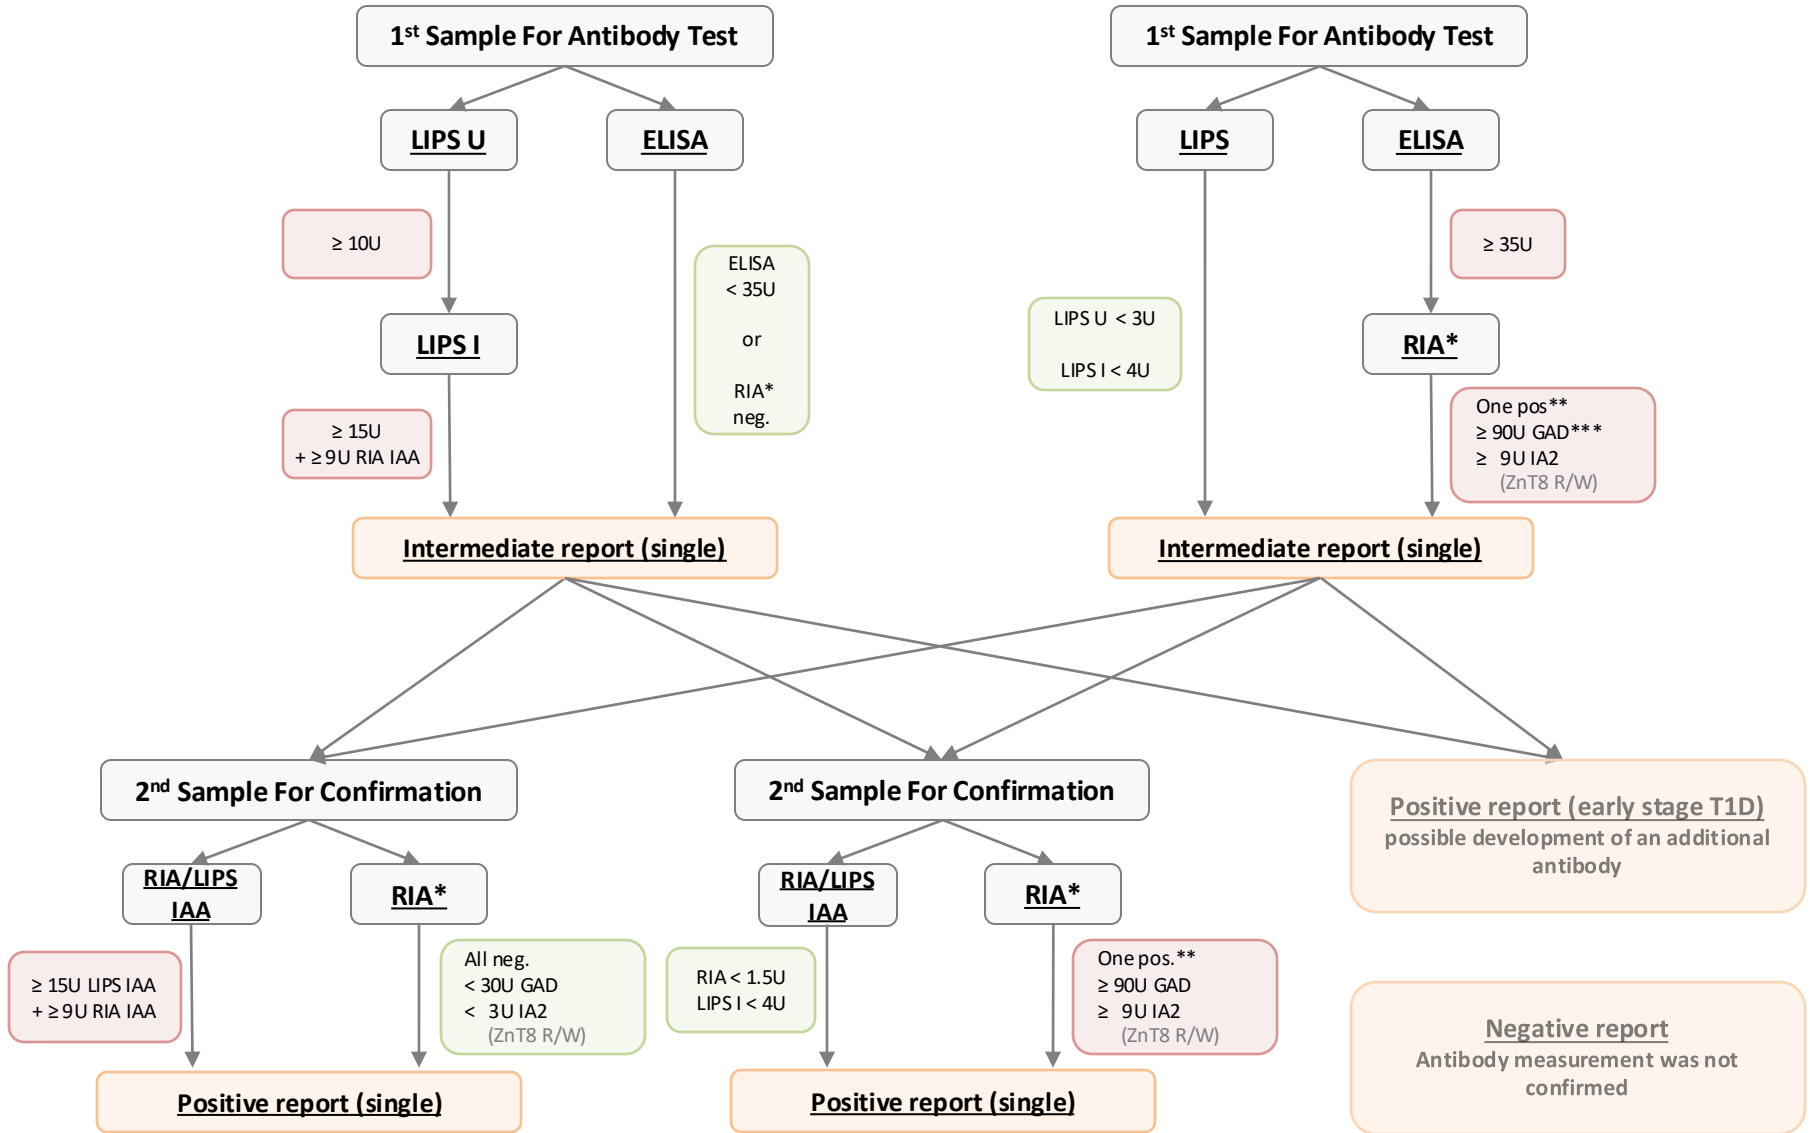 1st Sample For Antibody Test
LIPS U
ELISA
≥ 10U
LIPS I
≥ 15U
+ ≥ 9U RIA IAA
ELISA
< 35U
or
RIA*
neg.
Intermediate report (single)
1st Sample For Antibody Test
LIPS
ELISA
LIPS U < 3U
LIPS I < 4U
≥ 35U
RIA*
One pos**
≥ 90U GAD***
≥ 9U IA2
(ZnT8 R/W)
Intermediate report (single)
2nd Sample For Confirmation
RIA/LIPS
IAA
RIA*
≥ 15U LIPS IAA
+ ≥ 9U RIA IAA
All neg.
< 30U GAD
< 3U IA2
(ZnT8 R/W)
Positive report (single)
2nd Sample For Confirmation
RIA/LIPS
IAA
RIA*
RIA < 1.5U
LIPS I < 4U
One pos.**
≥ 90U GAD
≥ 9U IA2
(ZnT8 R/W)
Positive report (single)
Positive report (early stage T1D)
possible development of an additional
antibody
Negative report
Antibody measurement was not
confirmed